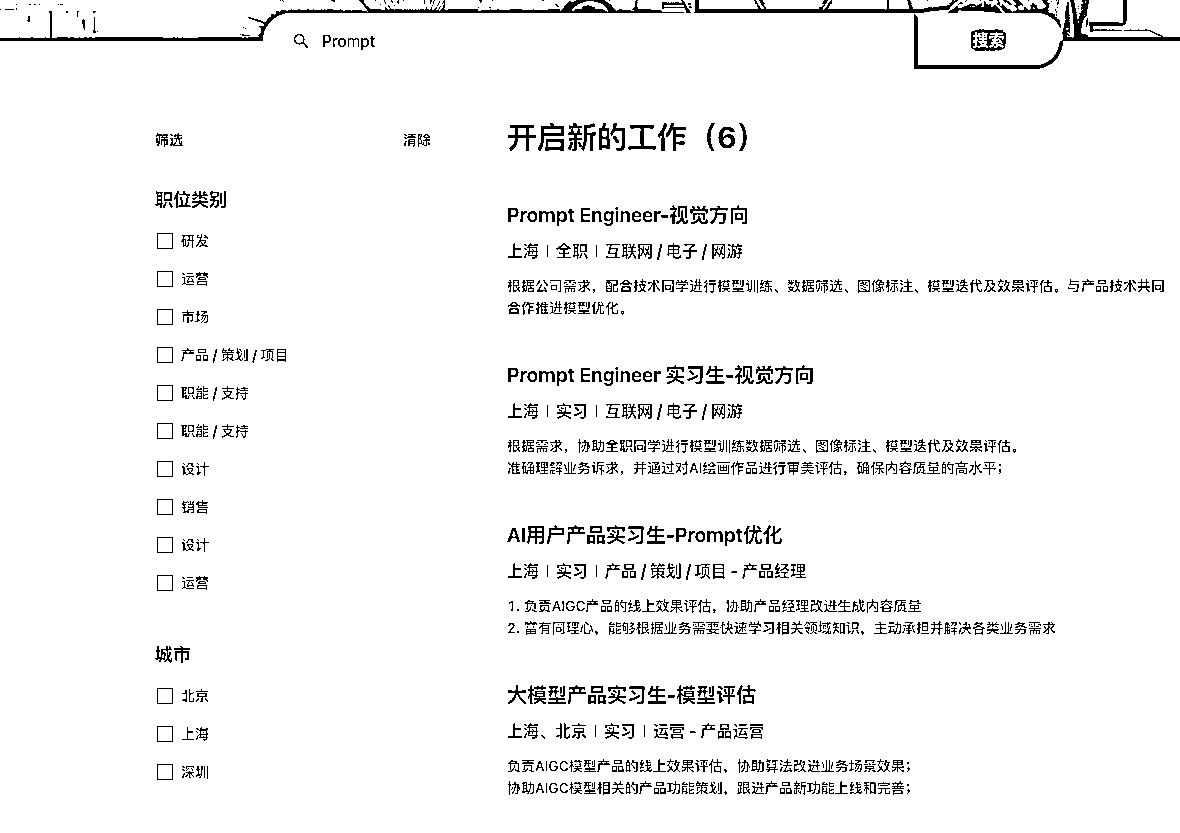 Prompt
搜索
筛选
清除
职位类别
研发
运营
市场
产品 / 策划 / 项目
职能 / 支持
职能 / 支持
设计
销售
设计
运营
城市
北京
上海
深圳
开启新的工作（6）
Prompt Engineer-视觉方向
上海 | 全职 | 互联网 / 电子 / 网游
根据公司需求，配合技术同学进行模型训练、数据筛选、图像标注、模型迭代及效果评估。与产品技术共同
合作推进模型优化。
Prompt Engineer 实习生-视觉方向
上海 | 实习 | 互联网 / 电子 / 网游
根据需求，协助全职同学进行模型训练数据筛选、图像标注、模型迭代及效果评估。
准确理解业务诉求，并通过对AI绘画作品进行审美评估，确保内容质量的高水平；
AI用户产品实习生-Prompt优化
上海 | 实习 | 产品 / 策划 / 项目 - 产品经理
1. 负责AIGC产品的线上效果评估，协助产品经理改进生成内容质量
2. 富有同理心，能够根据业务需要快速学习相关领域知识，主动承担并解决各类业务需求
大模型产品实习生-模型评估
上海、北京 | 实习 | 运营 - 产品运营
负责AIGC模型产品的线上效果评估，协助算法改进业务场景效果；
协助AIGC模型相关的产品功能策划，跟进产品新功能上线和完善；